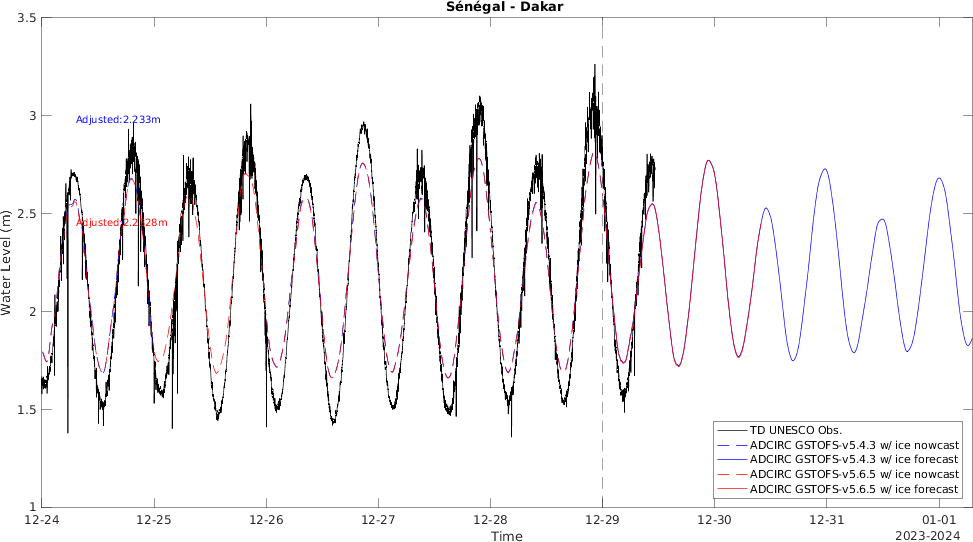 Sénégal - Dakar
3.5
3
2.5
2
1.5
1
Water Level (m)
Adjusted:2.233m
12-24
12-25
12-26
12-27
12-28
12-29
12-30
12-31
01-01
Time
2023-2024
TD UNESCO Obs.
ADCIRC GSTOFS-v5.4.3 w/ ice nowcast
ADCIRC GSTOFS-v5.4.3 w/ ice forecast
ADCIRC GSTOFS-v5.6.5 w/ ice nowcast
ADCIRC GSTOFS-v5.6.5 w/ ice forecast